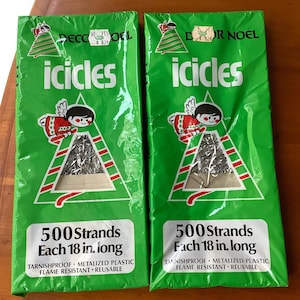 DECOR NOEL
icicles
500 Strands
Each 18 in. long
TARNISHPROOF • METALIZED PLASTIC
FLAME RESISTANT • REUSABLE
NOEL
icicles
500 Strands
Each 18 in. long
TARNISHPROOF • METALIZED PLASTIC
FLAME RESISTANT • REUSABLE